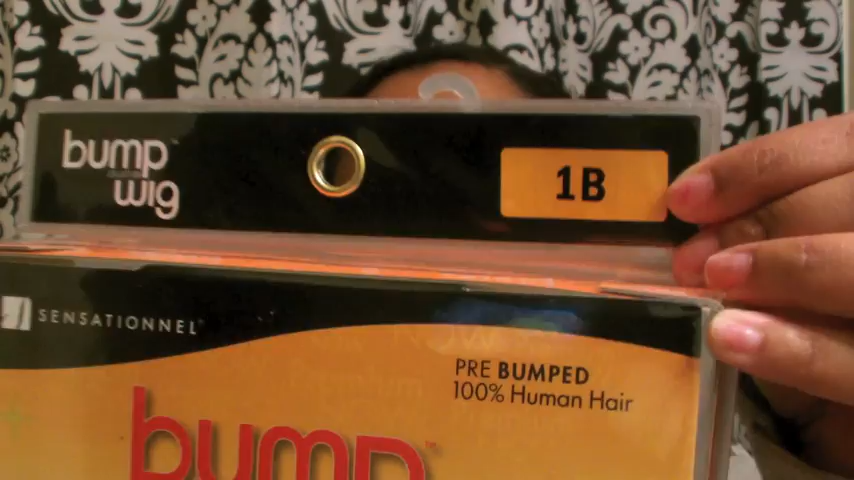 bump
wig
1B
SENSATIONNEL
PRE BUMPED
100% Human Hair
bump